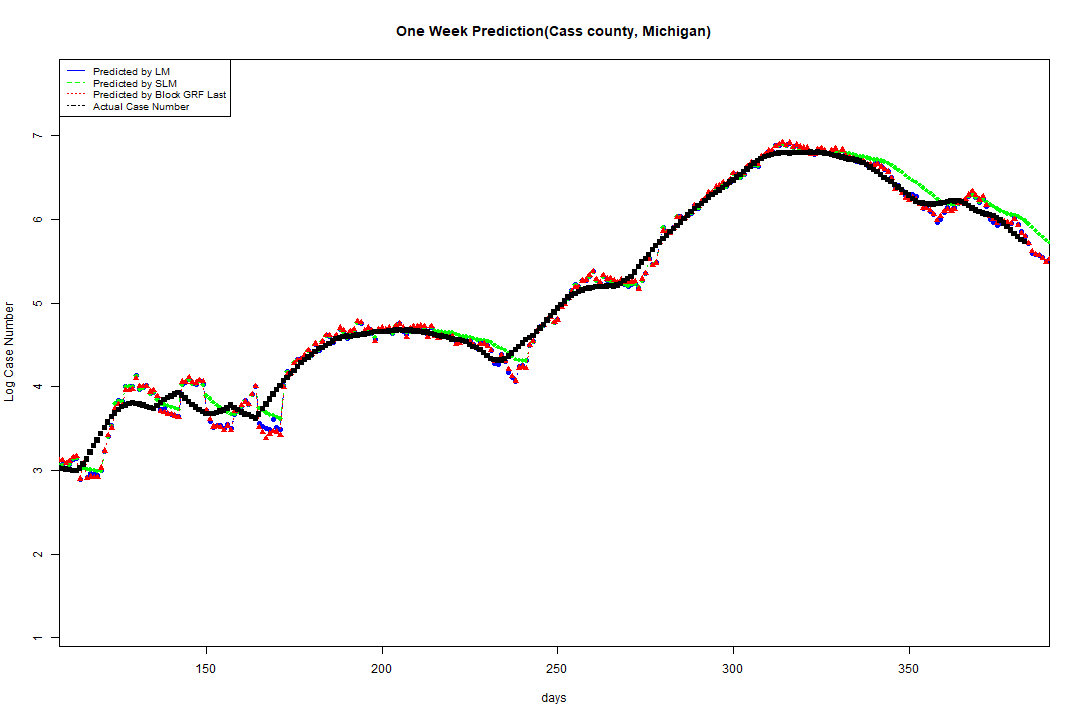 One Week Prediction(Cass county, Michigan)
Predicted by LM
Predicted by SLM
Predicted by Block GRF Last
Actual Case Number
7
6
5
4
3
2
1
Log Case Number
150 200 250 300 350
days